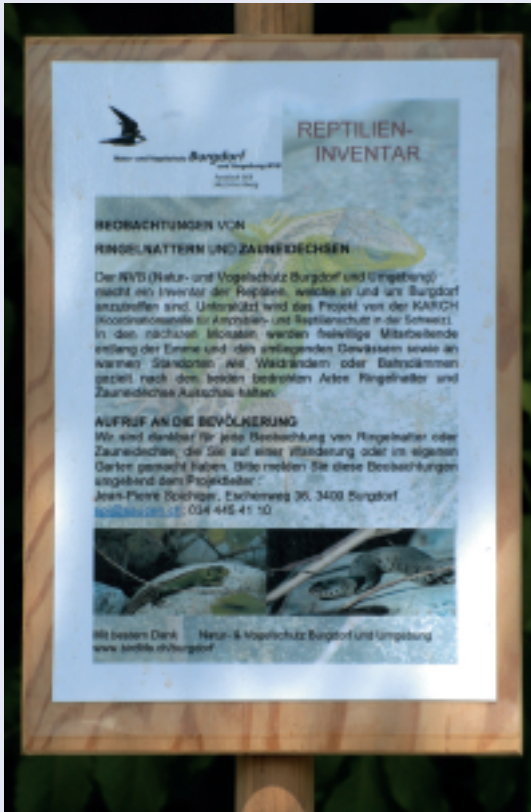 Natur- und Vogelschutz Burgdorf
und Umgebung NVB
REPTILIEN-
INVENTAR
BEOBACHTUNGEN VON
RINGELNATTERN UND ZAUNEIDECHSEN
Der NVB (Natur- und Vogelschutz Burgdorf und Umgebung)
macht ein Inventar der Reptilien, welche in und um Burgdorf
anzutreffen sind. Unterstützt wird das Projekt von der KARCH
(Koordinationsstelle für Amphibien- und Reptilienschutz in der Schweiz).
In den nächsten Monaten werden freiwillige Mitarbeitende
entlang der Emme und den umliegenden Gewässern sowie an
warmen Standorten wie Waldrändern oder Bahndämmen
gezielt nach den beiden bedrohten Arten Ringelnatter und
Zauneidechse Ausschau halten.
AUFRUF AN DIE BEVÖLKERUNG
Wir sind dankbar für jede Beobachtung von Ringelnatter oder
Zauneidechse, die Sie auf einer Wanderung oder im eigenen
Garten gemacht haben. Bitte melden Sie diese Beobachtungen
umgehend dem Projektleiter :
Jean-Pierre Spichiger, Eschenweg 36, 3400 Burgdorf
034 445 41 10
Mit bestem Dank Natur- & Vogelschutz Burgdorf und Umgebung
www.birdlife.ch/burgdorf